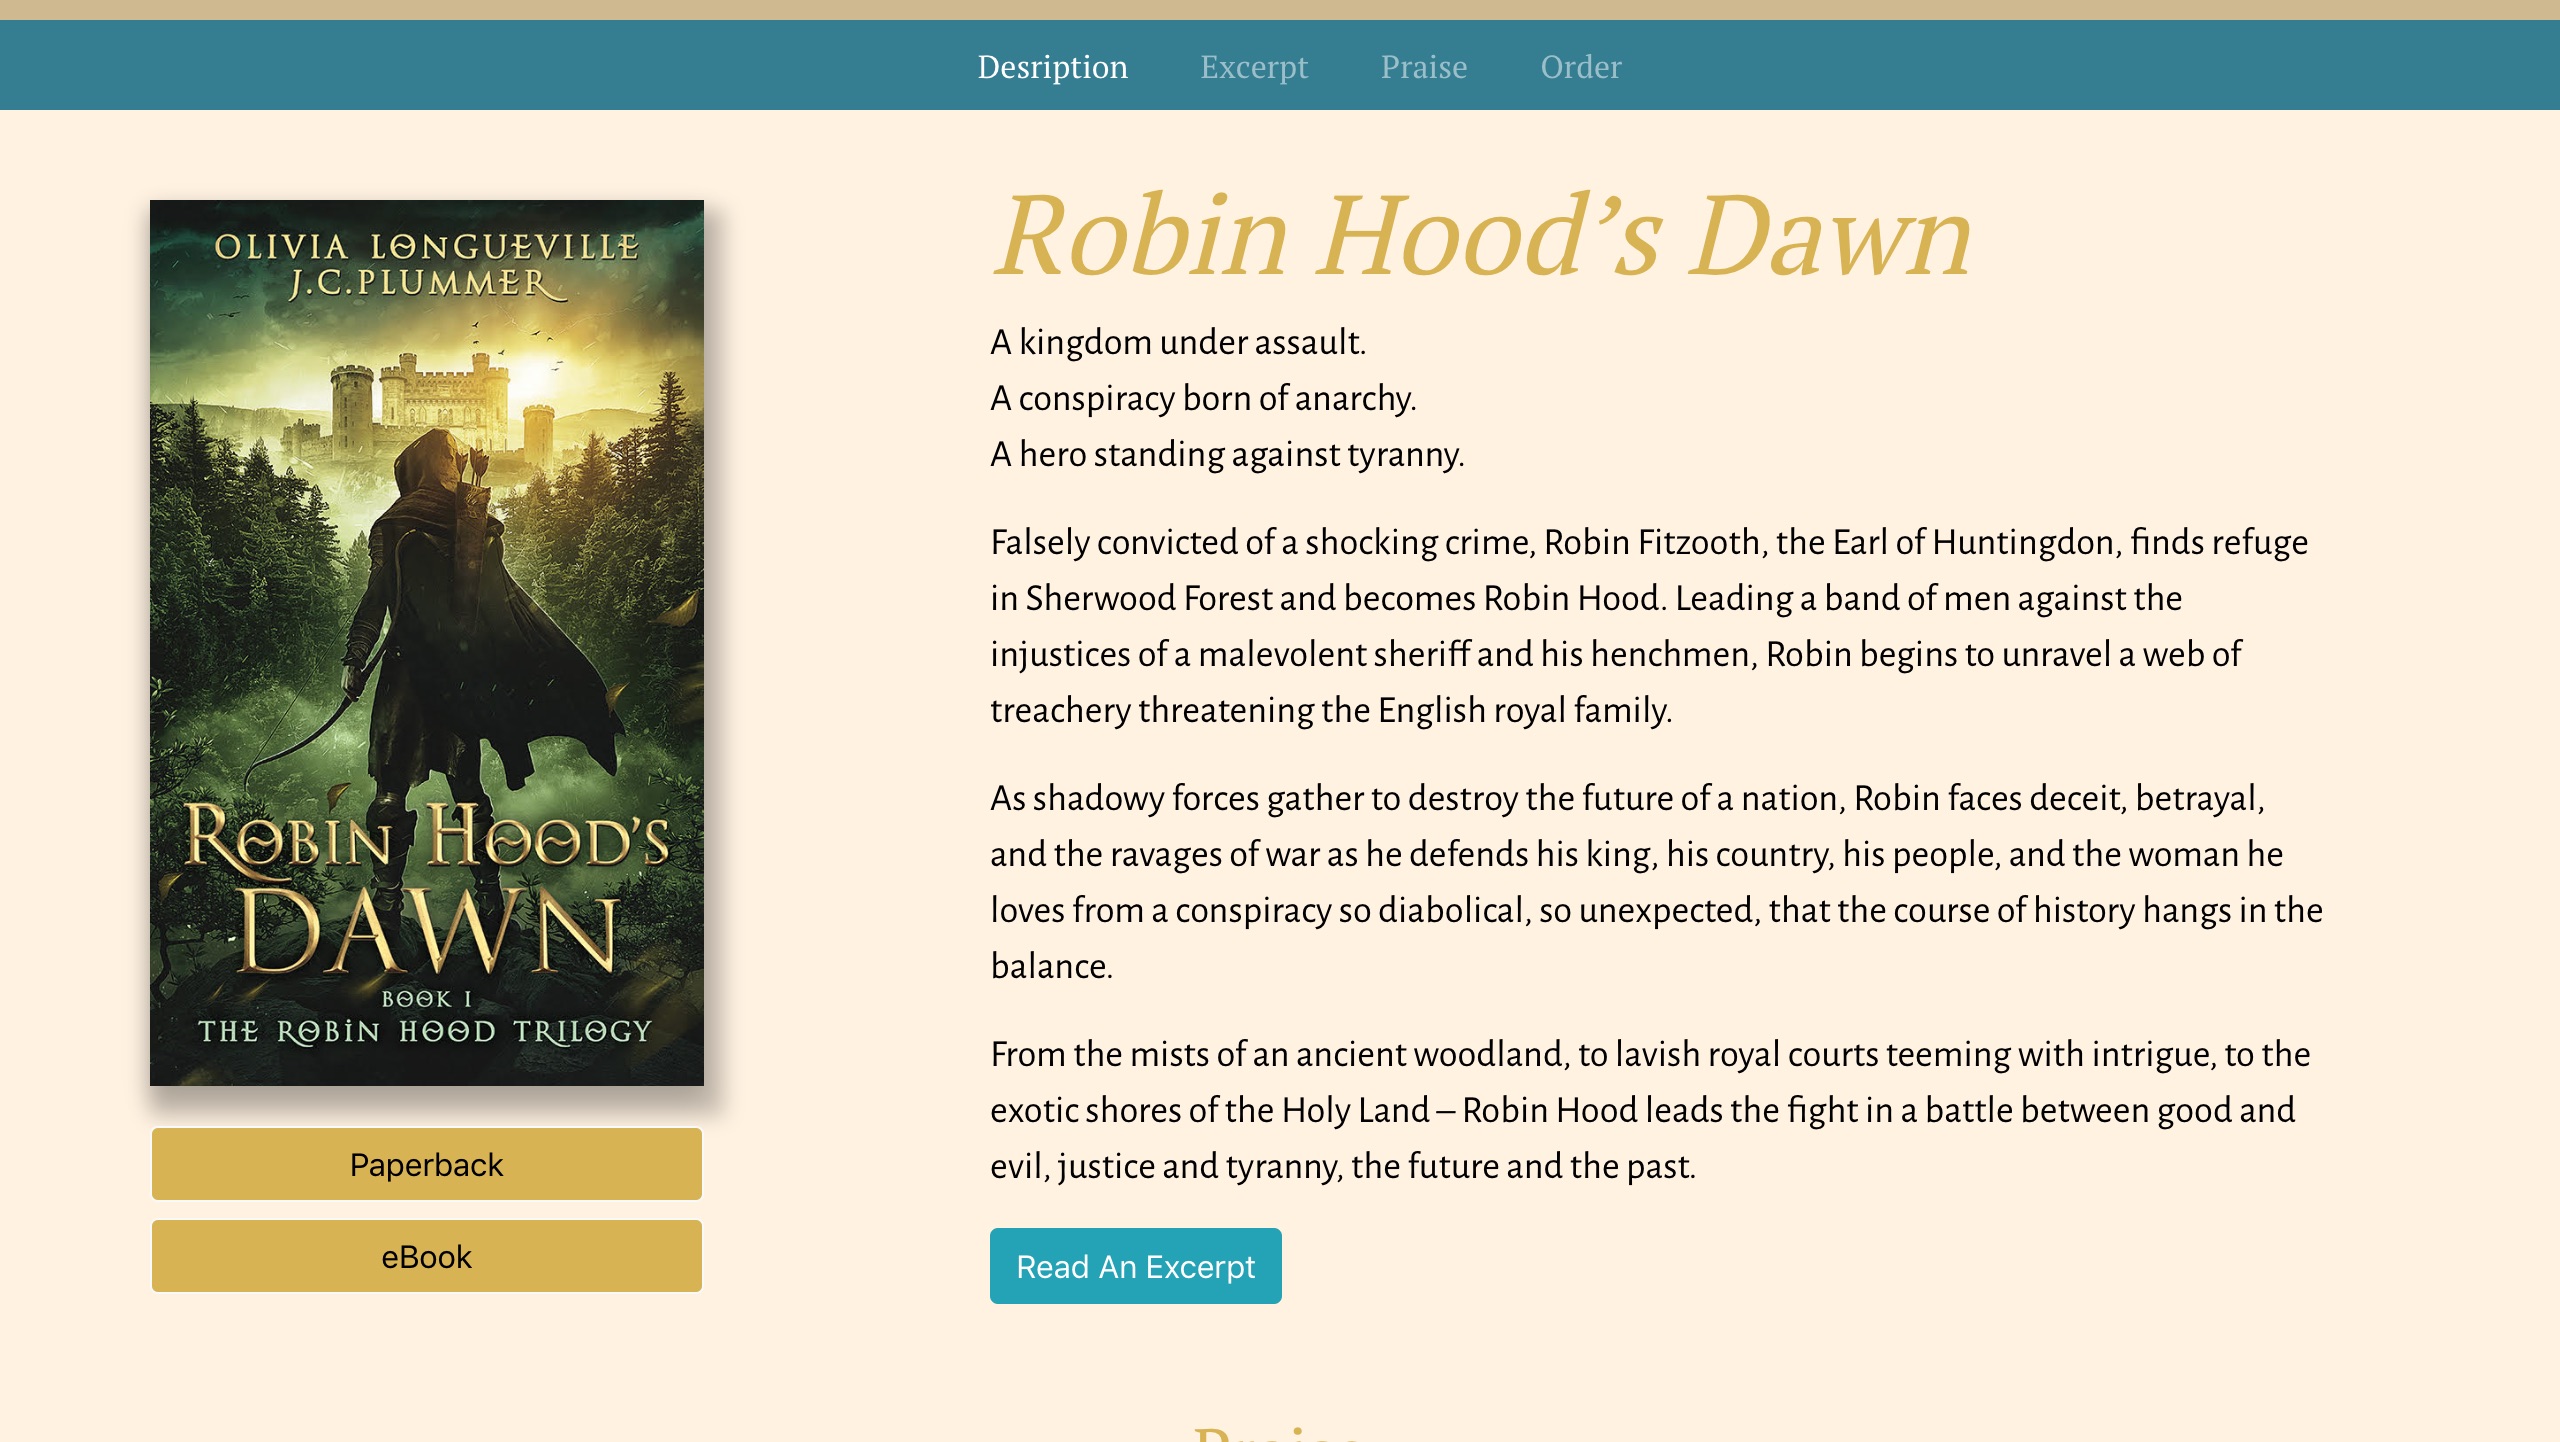 Desription Excerpt Praise Order
OLIVIA LONGUEVILLE
J.C.PLUMMER
ROBIN HOOD'S
DAWN
BOOK I
THE ROBIN HOOD TRILOGY
Paperback
eBook
Robin Hood’s Dawn
A kingdom under assault.
A conspiracy born of anarchy.
A hero standing against tyranny.
Falsely convicted of a shocking crime, Robin Fitzooth, the Earl of Huntingdon, finds refuge
in Sherwood Forest and becomes Robin Hood. Leading a band of men against the
injustices of a malevolent sheriff and his henchmen, Robin begins to unravel a web of
treachery threatening the English royal family.
As shadowy forces gather to destroy the future of a nation, Robin faces deceit, betrayal,
and the ravages of war as he defends his king, his country, his people, and the woman he
loves from a conspiracy so diabolical, so unexpected, that the course of history hangs in the
balance.
From the mists of an ancient woodland, to lavish royal courts teeming with intrigue, to the
exotic shores of the Holy Land – Robin Hood leads the fight in a battle between good and
evil, justice and tyranny, the future and the past.
Read An Excerpt
Praise